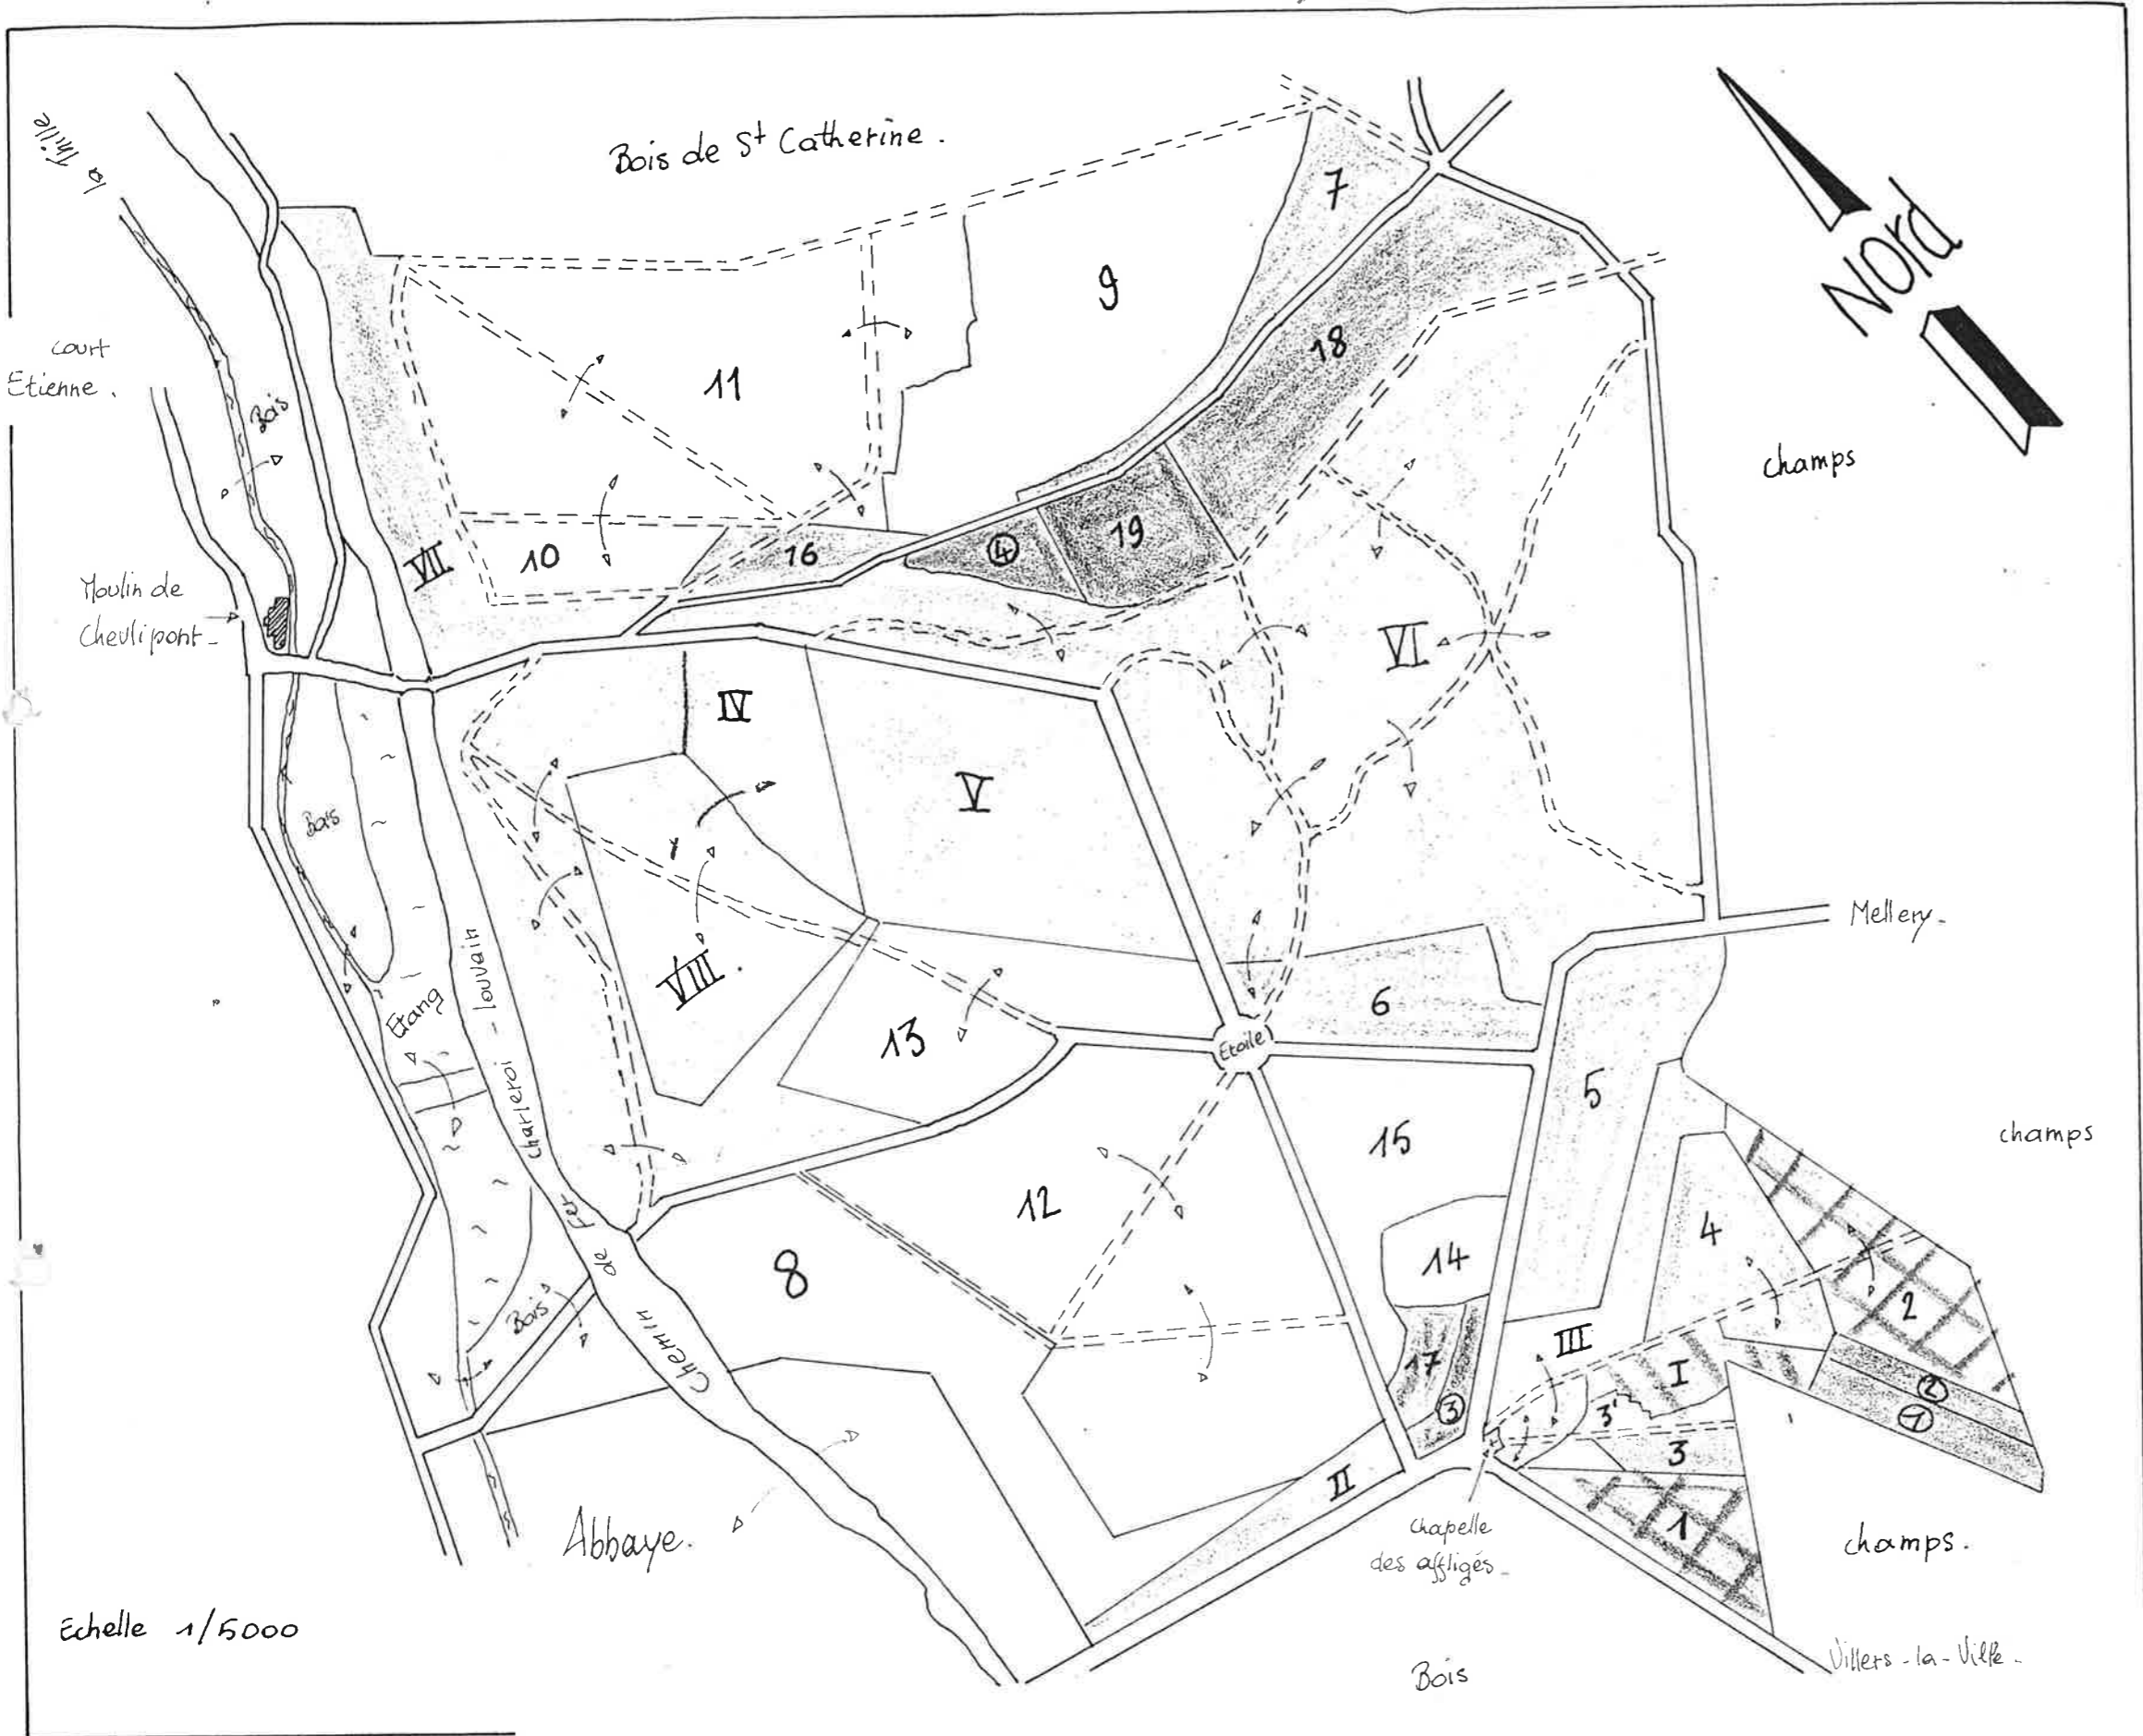 la Thille
Bois de St Catherine.
Nord
7
9
18
Court
Etienne.
Bois
11
champs
19
④
16
10
VII
Moulin de
Chevlipont-
VI
IV
V
Bois
Mellery-
VIII.
6
Etang
13
Etoile
5
15
champs
12
4
14
8
2
Bois
III
17
I
②
①
③
3'
3
II
1
Chemin de Fer Charleroi - Louvain
Abbaye.
Chapelle
des affligés-
champs.
Echelle 1/5000
Bois
Villers-la-Ville-